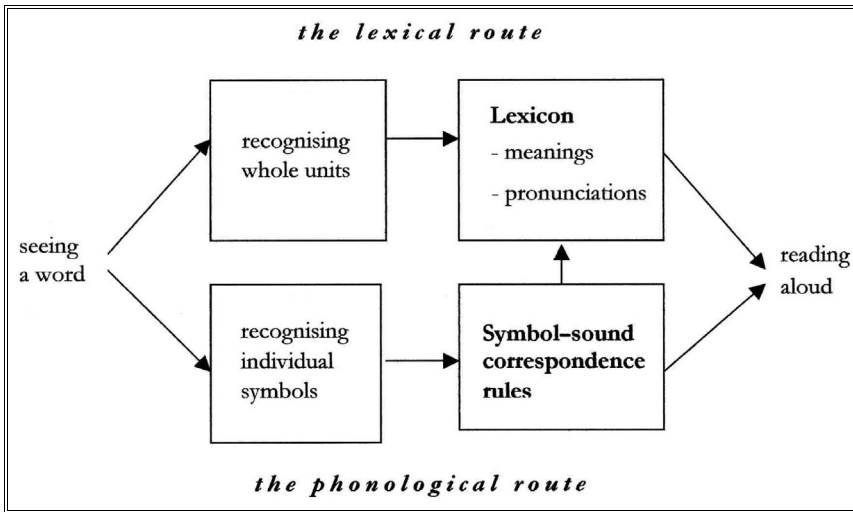 the lexical route
recognising
whole units
Lexicon
- meanings
- pronunciations
seeing
a word
reading
aloud
recognising
individual
symbols
Symbol–sound
correspondence
rules
the phonological route